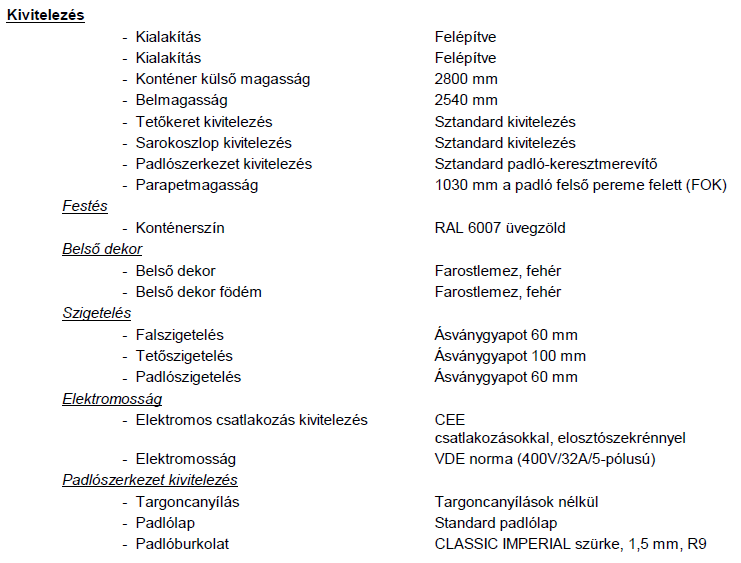 Kivitelezés
- Kialakítás Felépítve
- Kialakítás Felépítve
- Konténer külső magasság 2800 mm
- Belmagasság 2540 mm
- Tetőkeret kivitelezés Sztandard kivitelezés
- Sarokoszlop kivitelezés Sztandard kivitelezés
- Padlószerkezet kivitelezés Sztandard padló-keresztmerevítő
- Parapetmagasság 1030 mm a padló felső pereme felett (FOK)
Festés
- Konténerszín RAL 6007 üvegzöld
Belső dekor
- Belső dekor Farostlemez, fehér
- Belső dekor födém Farostlemez, fehér
Szigetelés
- Falszigetelés Ásványgyapot 60 mm
- Tetőszigetelés Ásványgyapot 100 mm
- Padlószigetelés Ásványgyapot 60 mm
Elektromosság
- Elektromos csatlakozás kivitelezés CEE
csatlakozásokkal, elosztószekrénnyel
- Elektromosság VDE norma (400V/32A/5-pólusú)
Padlószerkezet kivitelezés
- Targoncanyílás Targoncanyílások nélkül
- Padlólap Standard padlólap
- Padlóburkolat CLASSIC IMPERIAL szürke, 1,5 mm, R9